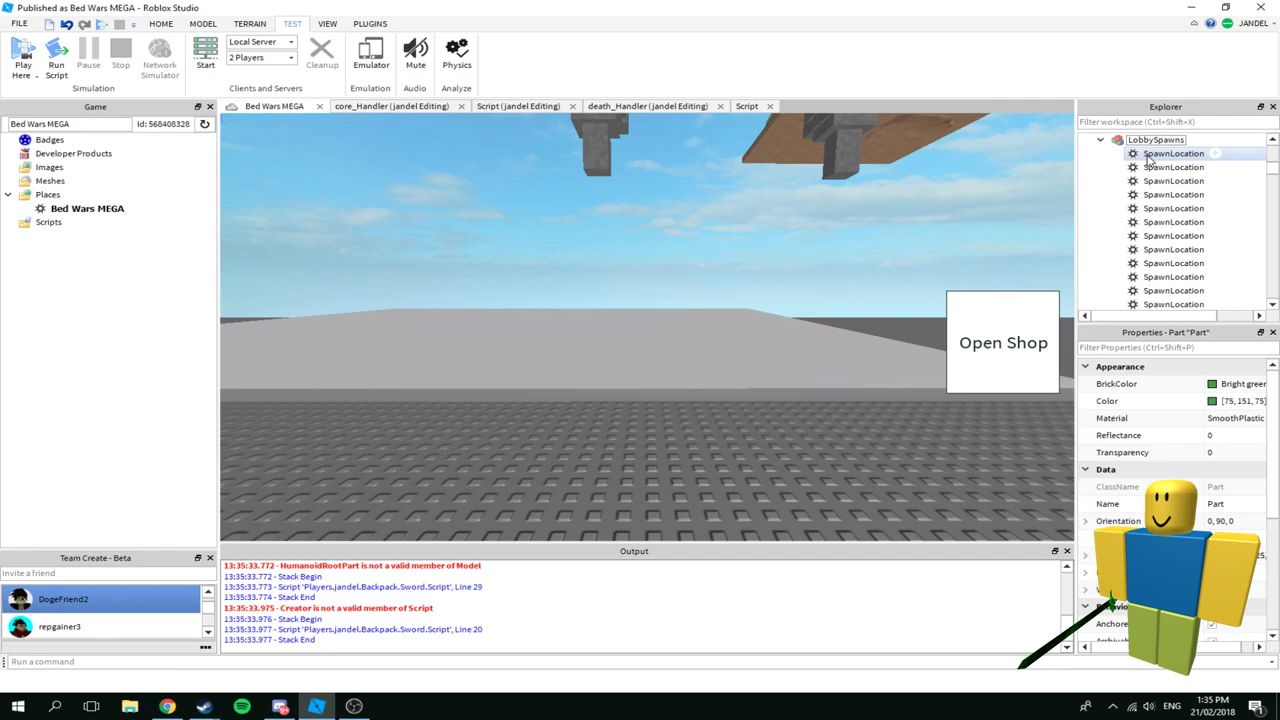 Published as Bed Wars MEGA - Roblox Studio
FILE HOME MODEL TERRAIN TEST VIEW PLUGINS JANDEL
Play Here
Run Script
Pause
Stop
Network Simulator
Simulation
Start
Local Server
2 Players
Cleanup
Clients and Servers
Emulator
Emulation
Mute
Audio
Physics
Analyze
Game
Bed Wars MEGA Id: 568408328
Badges
Developer Products
Images
Meshes
Places
Bed Wars MEGA
Scripts
Team Create - Beta
Invite a friend
DogeFriend2
repgainer3
Bed Wars MEGA core_Handler (jandel Editing) Script (jandel Editing) death_Handler (jandel Editing) Script
Open Shop
Output
13:35:33.772 - HumanoidRootPart is not a valid member of Model
13:35:33.772 - Stack Begin
13:35:33.773 - Script 'Players.jandel.Backpack.Sword.Script', Line 29
13:35:33.774 - Stack End
13:35:33.975 - Creator is not a valid member of Script
13:35:33.976 - Stack Begin
13:35:33.977 - Script 'Players.jandel.Backpack.Sword.Script', Line 20
13:35:33.977 - Stack End
Explorer
Filter workspace (Ctrl+Shift+X)
LobbySpawns
SpawnLocation
SpawnLocation
SpawnLocation
SpawnLocation
SpawnLocation
SpawnLocation
SpawnLocation
SpawnLocation
SpawnLocation
SpawnLocation
SpawnLocation
SpawnLocation
Properties - Part "Part"
Filter Properties (Ctrl+Shift+P)
Appearance
BrickColor Bright green
Color [75, 151, 75]
Material SmoothPlastic
Reflectance 0
Transparency 0
Data
ClassName Part
Name Part
Orientation 0, 90, 0
Run a command
ENG
1:35 PM
21/02/2018